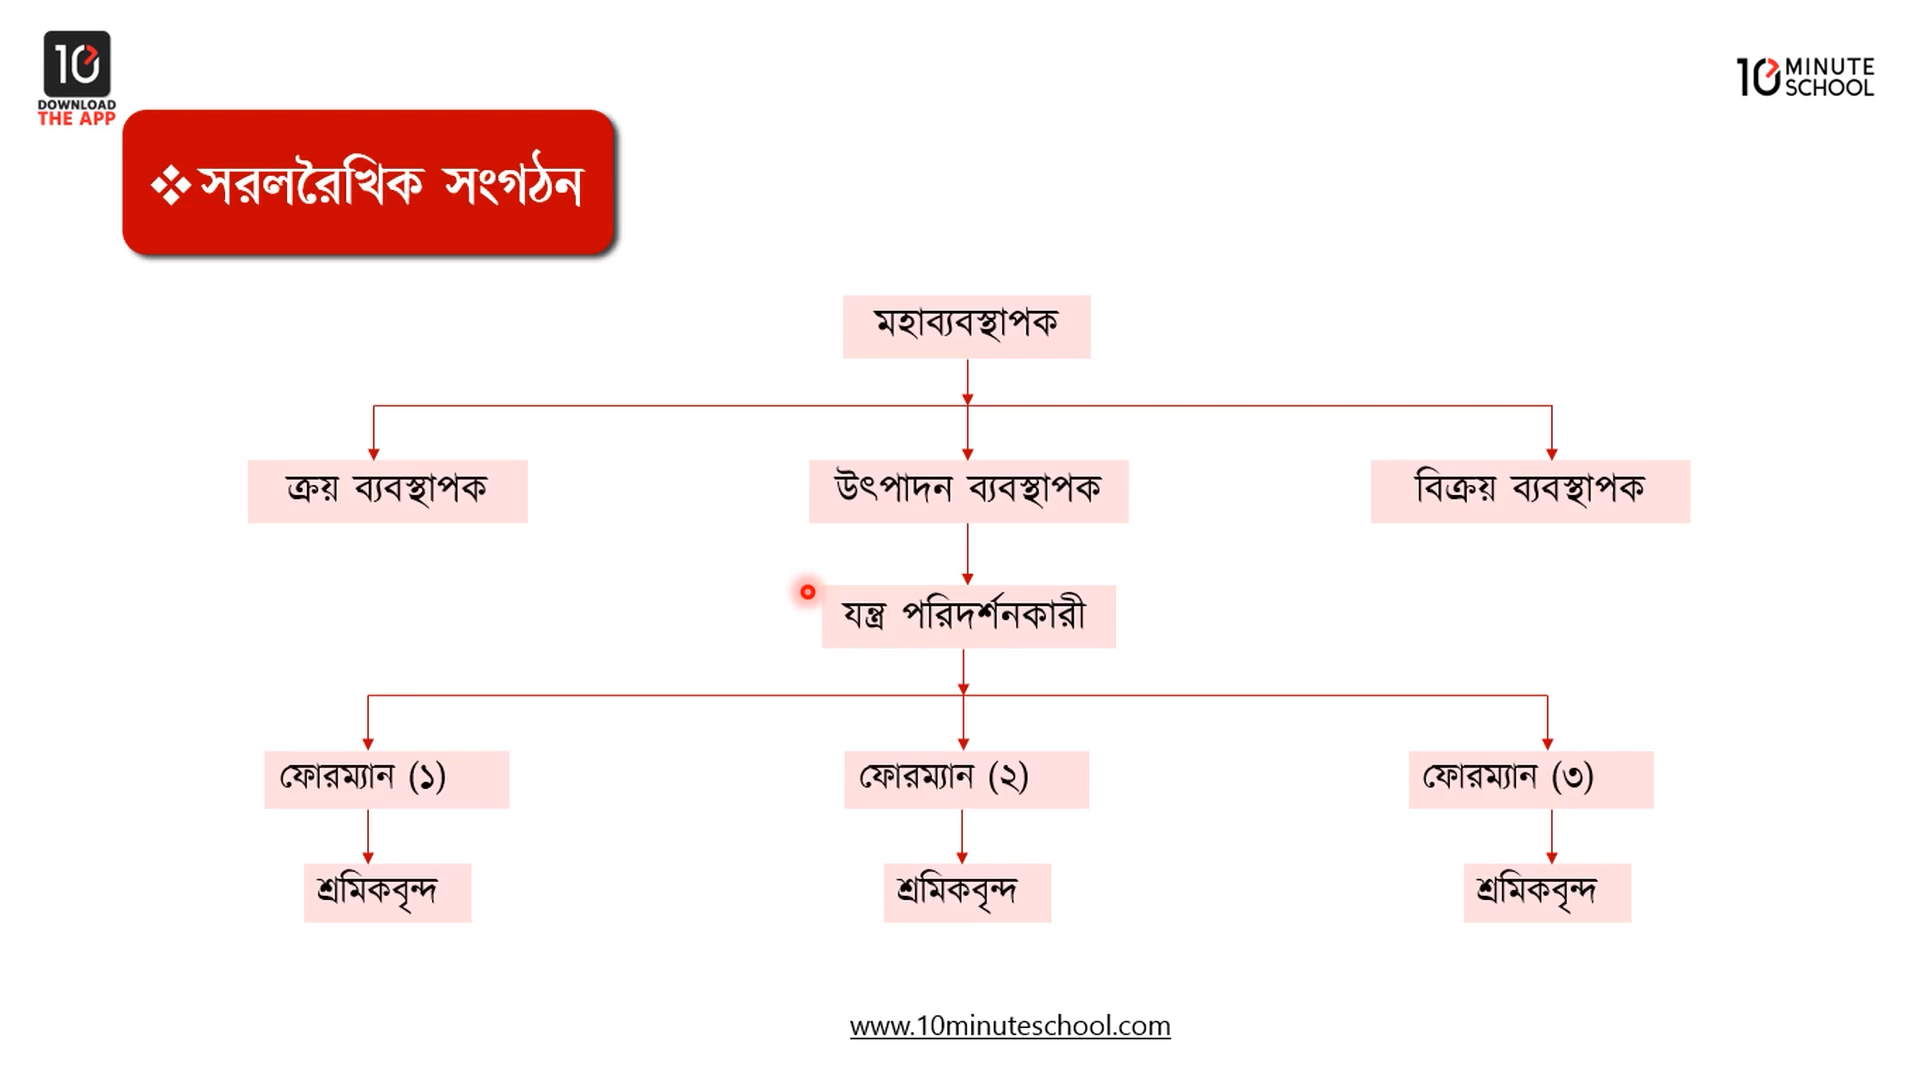 10
DOWNLOAD
THE APP
10 MINUTE
SCHOOL
❖সরলরৈখিক সংগঠন
মহাব্যবস্থাপক
ক্রয় ব্যবস্থাপক
উৎপাদন ব্যবস্থাপক
বিক্রয় ব্যবস্থাপক
যন্ত্র পরিদর্শনকারী
ফোরম্যান (১)
ফোরম্যান (২)
ফোরম্যান (৩)
শ্রমিকবৃন্দ
শ্রমিকবৃন্দ
শ্রমিকবৃন্দ
www.10minuteschool.com